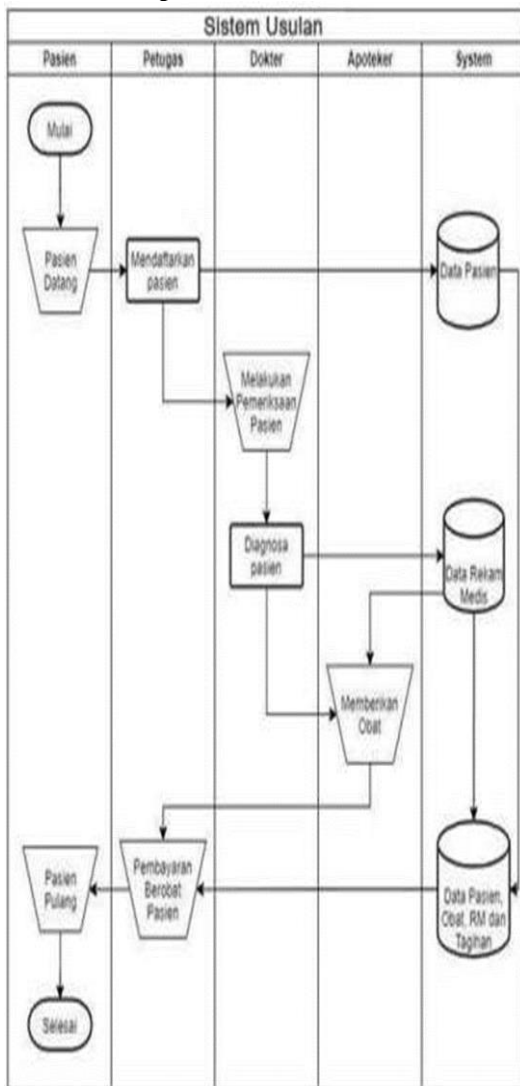 Sistem Usulan
Pasien
Petugas
Dokter
Apoteker
System
Mulai
Pasien
Datang
Mendaftarkan
pasien
Data Pasien
Melakukan
Pemeriksaan
Pasien
Diagnosa
pasien
Data Rekam
Medis
Memberikan
Obat
Pasien
Pulang
Pembayaran
Berobat
Pasien
Data Pasien,
Obat, RM dan
Tagihan
Selesai